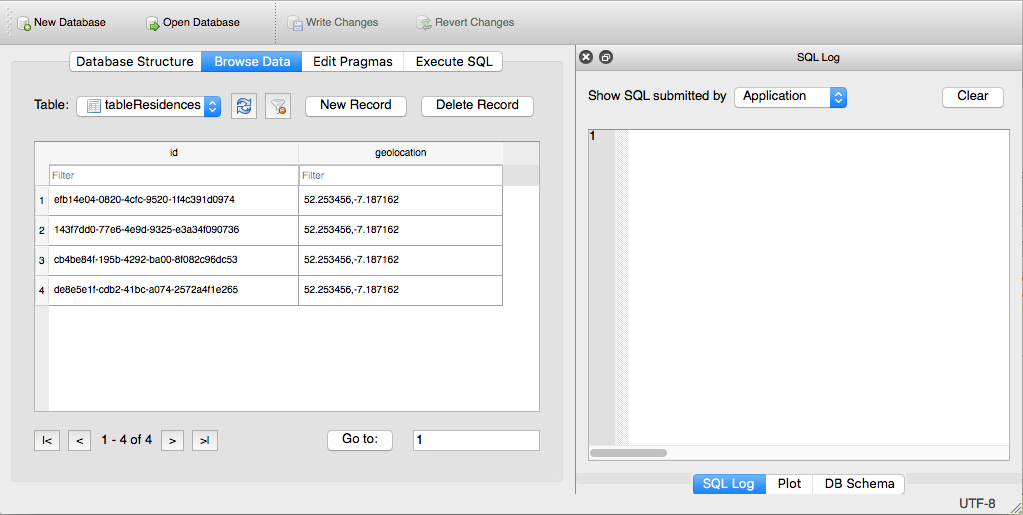 New Database Open Database Write Changes Revert Changes
Database Structure Browse Data Edit Pragmas Execute SQL
Table: tableResidences New Record Delete Record
id geolocation
Filter Filter
1 efb14e04-0820-4cfc-9520-1f4c391d0974 52.253456,-7.187162
2 143f7dd0-77e6-4e9d-9325-e3a34f090736 52.253456,-7.187162
3 cb4be84f-195b-4292-ba00-8f082c96dc53 52.253456,-7.187162
4 de8e5e1f-cdb2-41bc-a074-2572a4f1e265 52.253456,-7.187162
|< < 1 - 4 of 4 > >| Go to: 1
SQL Log
Show SQL submitted by Application Clear
1
SQL Log Plot DB Schema
UTF-8